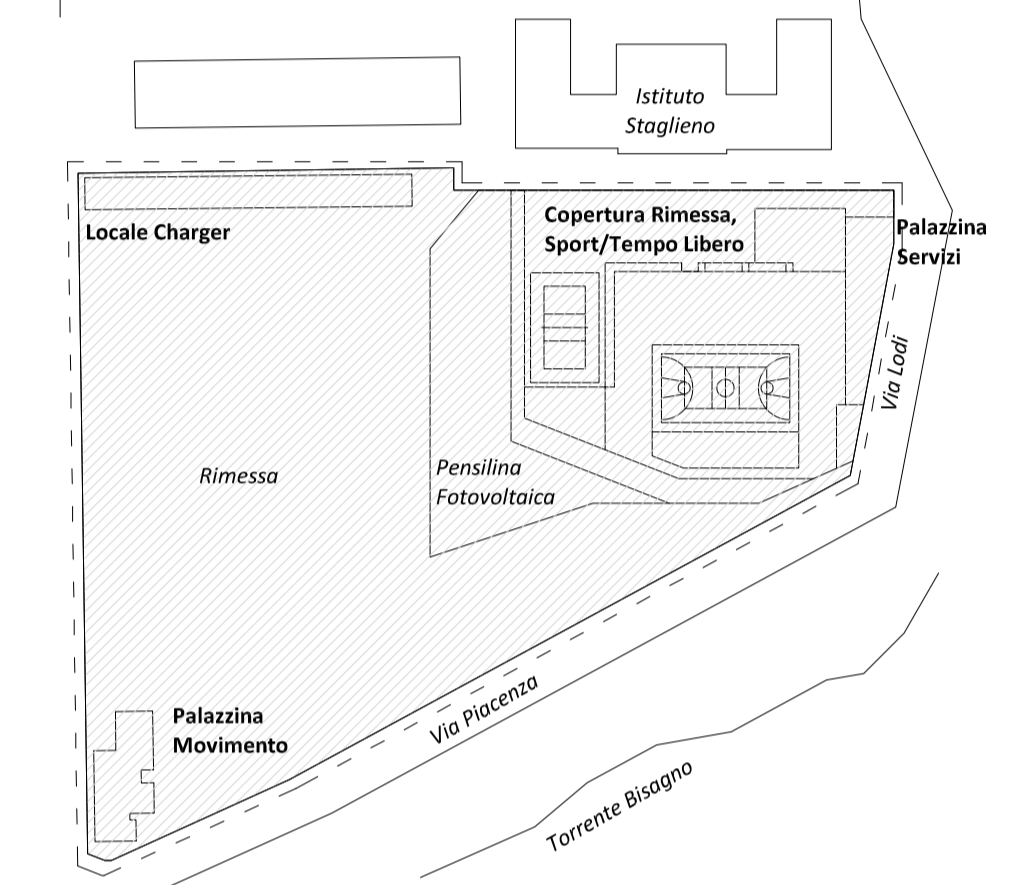 Istituto
Staglieno
Copertura Rimessa,
Sport/Tempo Libero
Locale Charger
Palazzina
Servizi
Via Lodi
Rimessa
Pensilina
Fotovoltaica
Palazzina
Movimento
Via Piacenza
Torrente Bisagno